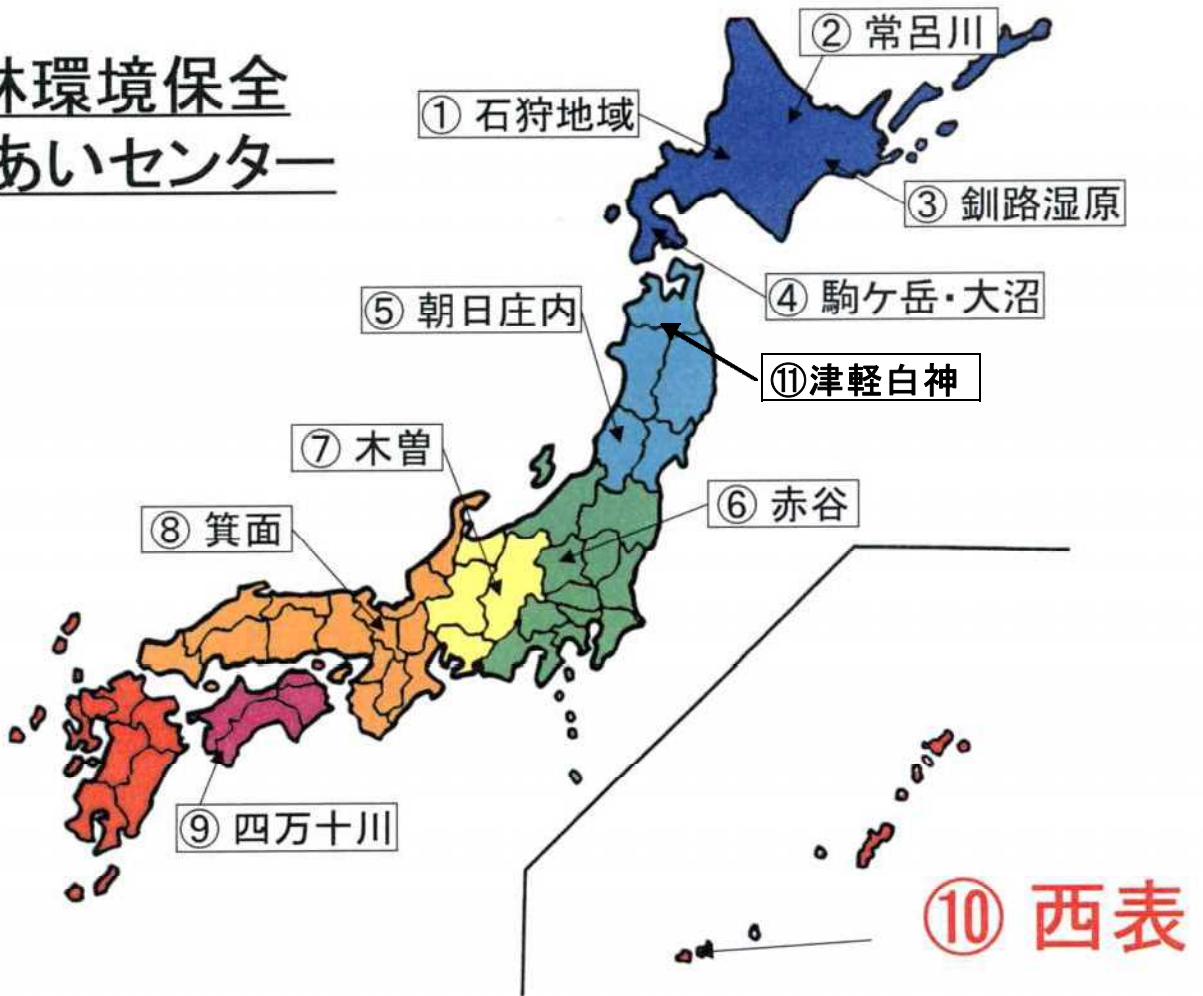 林環境保全
あいセンター
② 常呂川
① 石狩地域
③ 釧路湿原
④ 駒ケ岳・大沼
⑤ 朝日庄内
⑪津軽白神
⑦ 木曽
⑥ 赤谷
⑧ 箕面
⑨ 四万十川
⑩ 西表